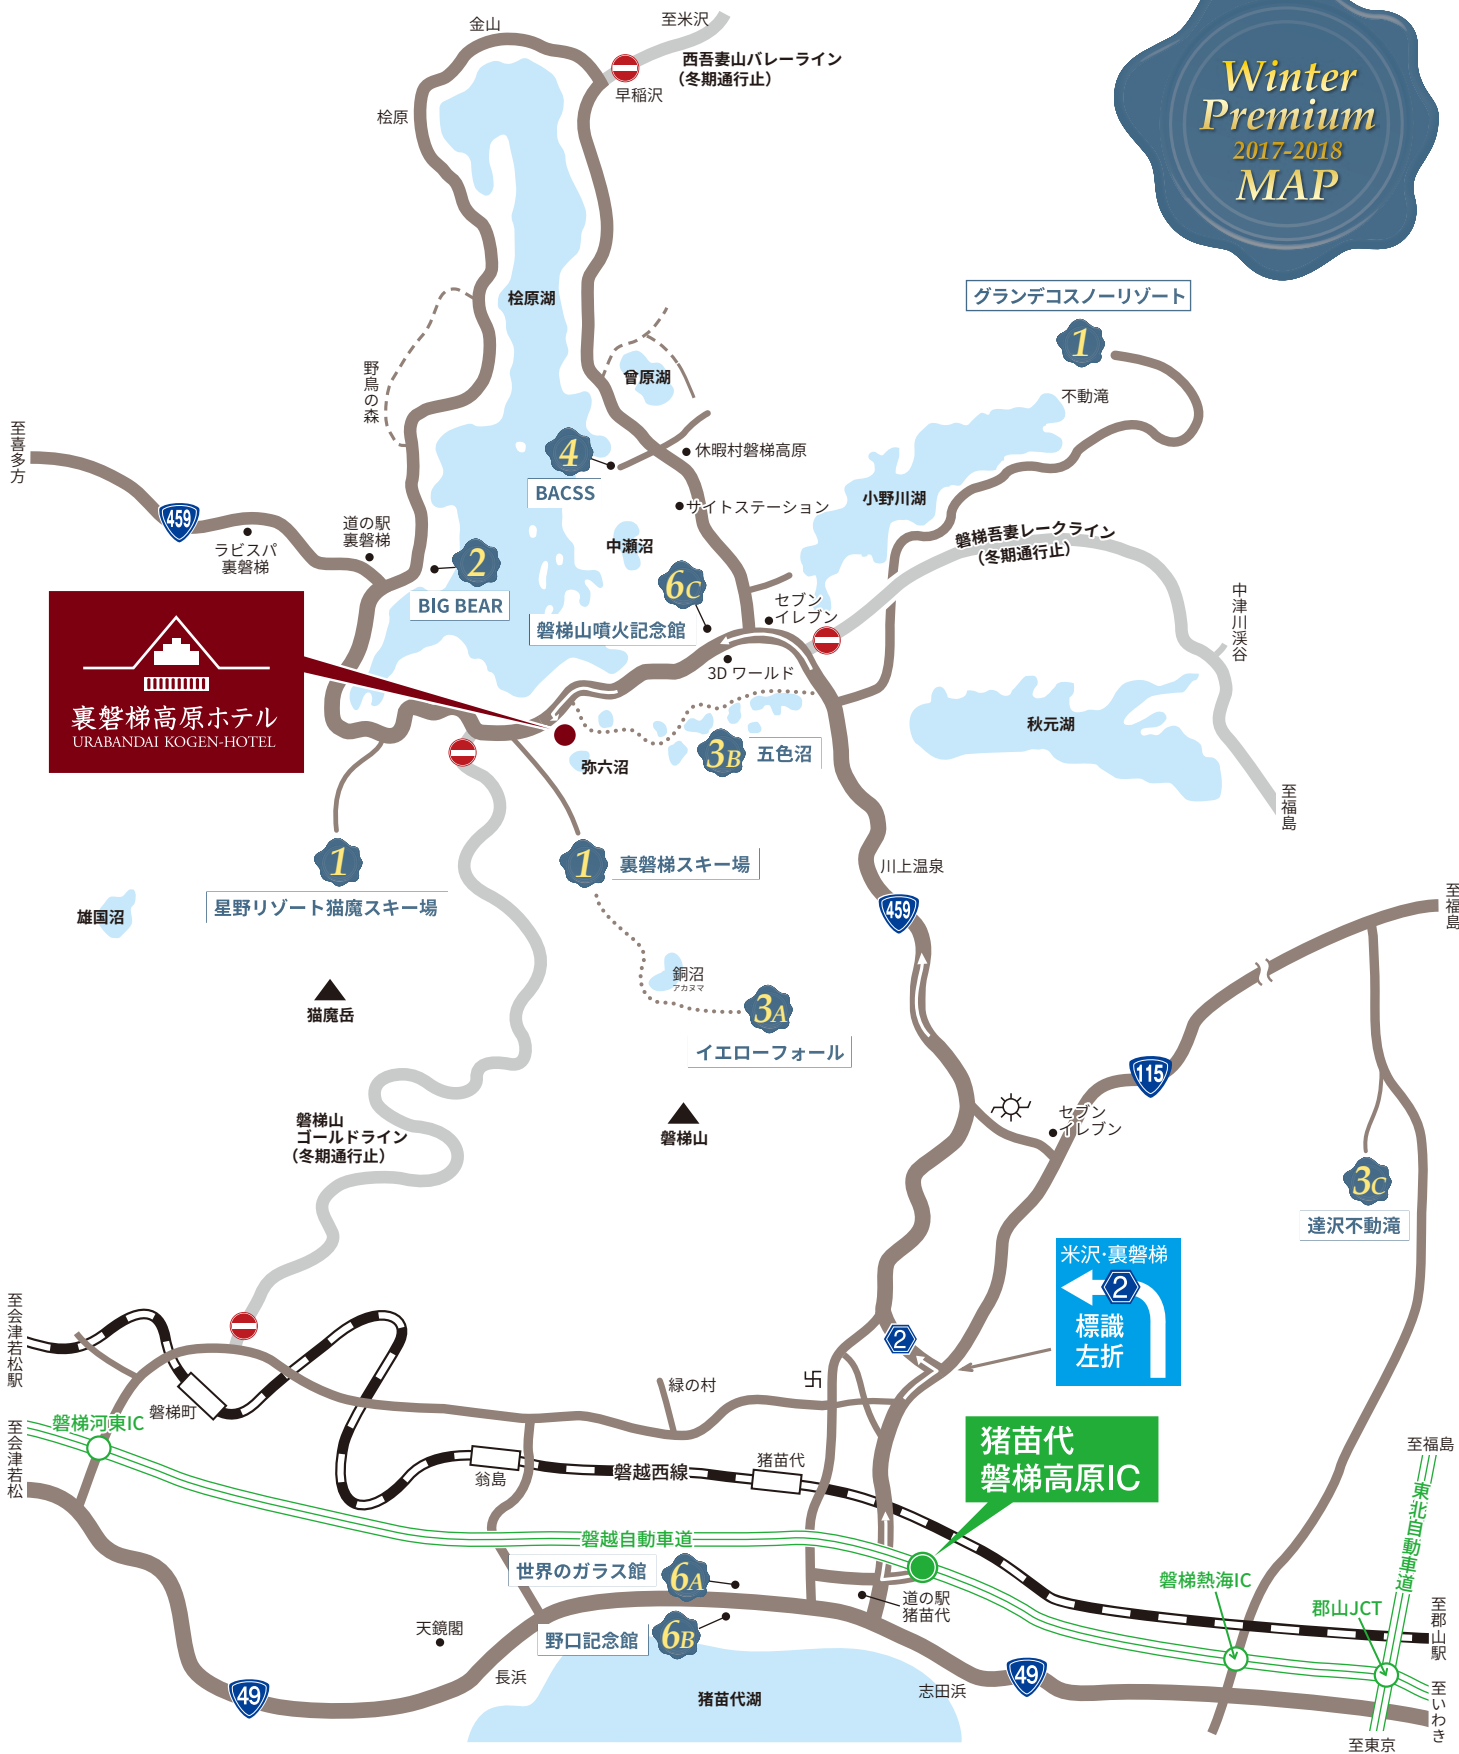 金山
至米沢
西吾妻山バレーライン
（冬期通行止）
早稲沢
桧原
Winter
Premium
2017-2018
MAP
桧原湖
グランデコスノーリゾート
1
不動滝
曾原湖
野鳥の森
至喜多方
4
BACSS
休暇村磐梯高原
サイトステーション
小野川湖
459
ラビスパ
裏磐梯
道の駅
裏磐梯
2
BIG BEAR
中瀬沼
6C
磐梯山噴火記念館
セブン
イレブン
3D ワールド
磐梯吾妻レークライン
（冬期通行止）
中津川渓谷
裏磐梯高原ホテル
URABANDAI KOGEN-HOTEL
弥六沼
3B
五色沼
秋元湖
至福島
1
星野リゾート猫魔スキー場
1
裏磐梯スキー場
川上温泉
459
至福島
雄国沼
猫魔岳
銅沼
アカヌマ
3A
イエローフォール
磐梯山
ゴールドライン
（冬期通行止）
磐梯山
115
セブン
イレブン
3C
達沢不動滝
米沢・裏磐梯
2
標識
左折
2
至会津若松駅
磐梯町
緑の村
卐
磐梯河東IC
至会津若松
翁島
磐越西線
猪苗代
猪苗代
磐梯高原IC
至福島
東北自動車道
磐越自動車道
世界のガラス館
6A
野口記念館
6B
道の駅
猪苗代
磐梯熱海IC
郡山JCT
至郡山駅
天鏡閣
長浜
49
猪苗代湖
志田浜
49
至いわき
至東京